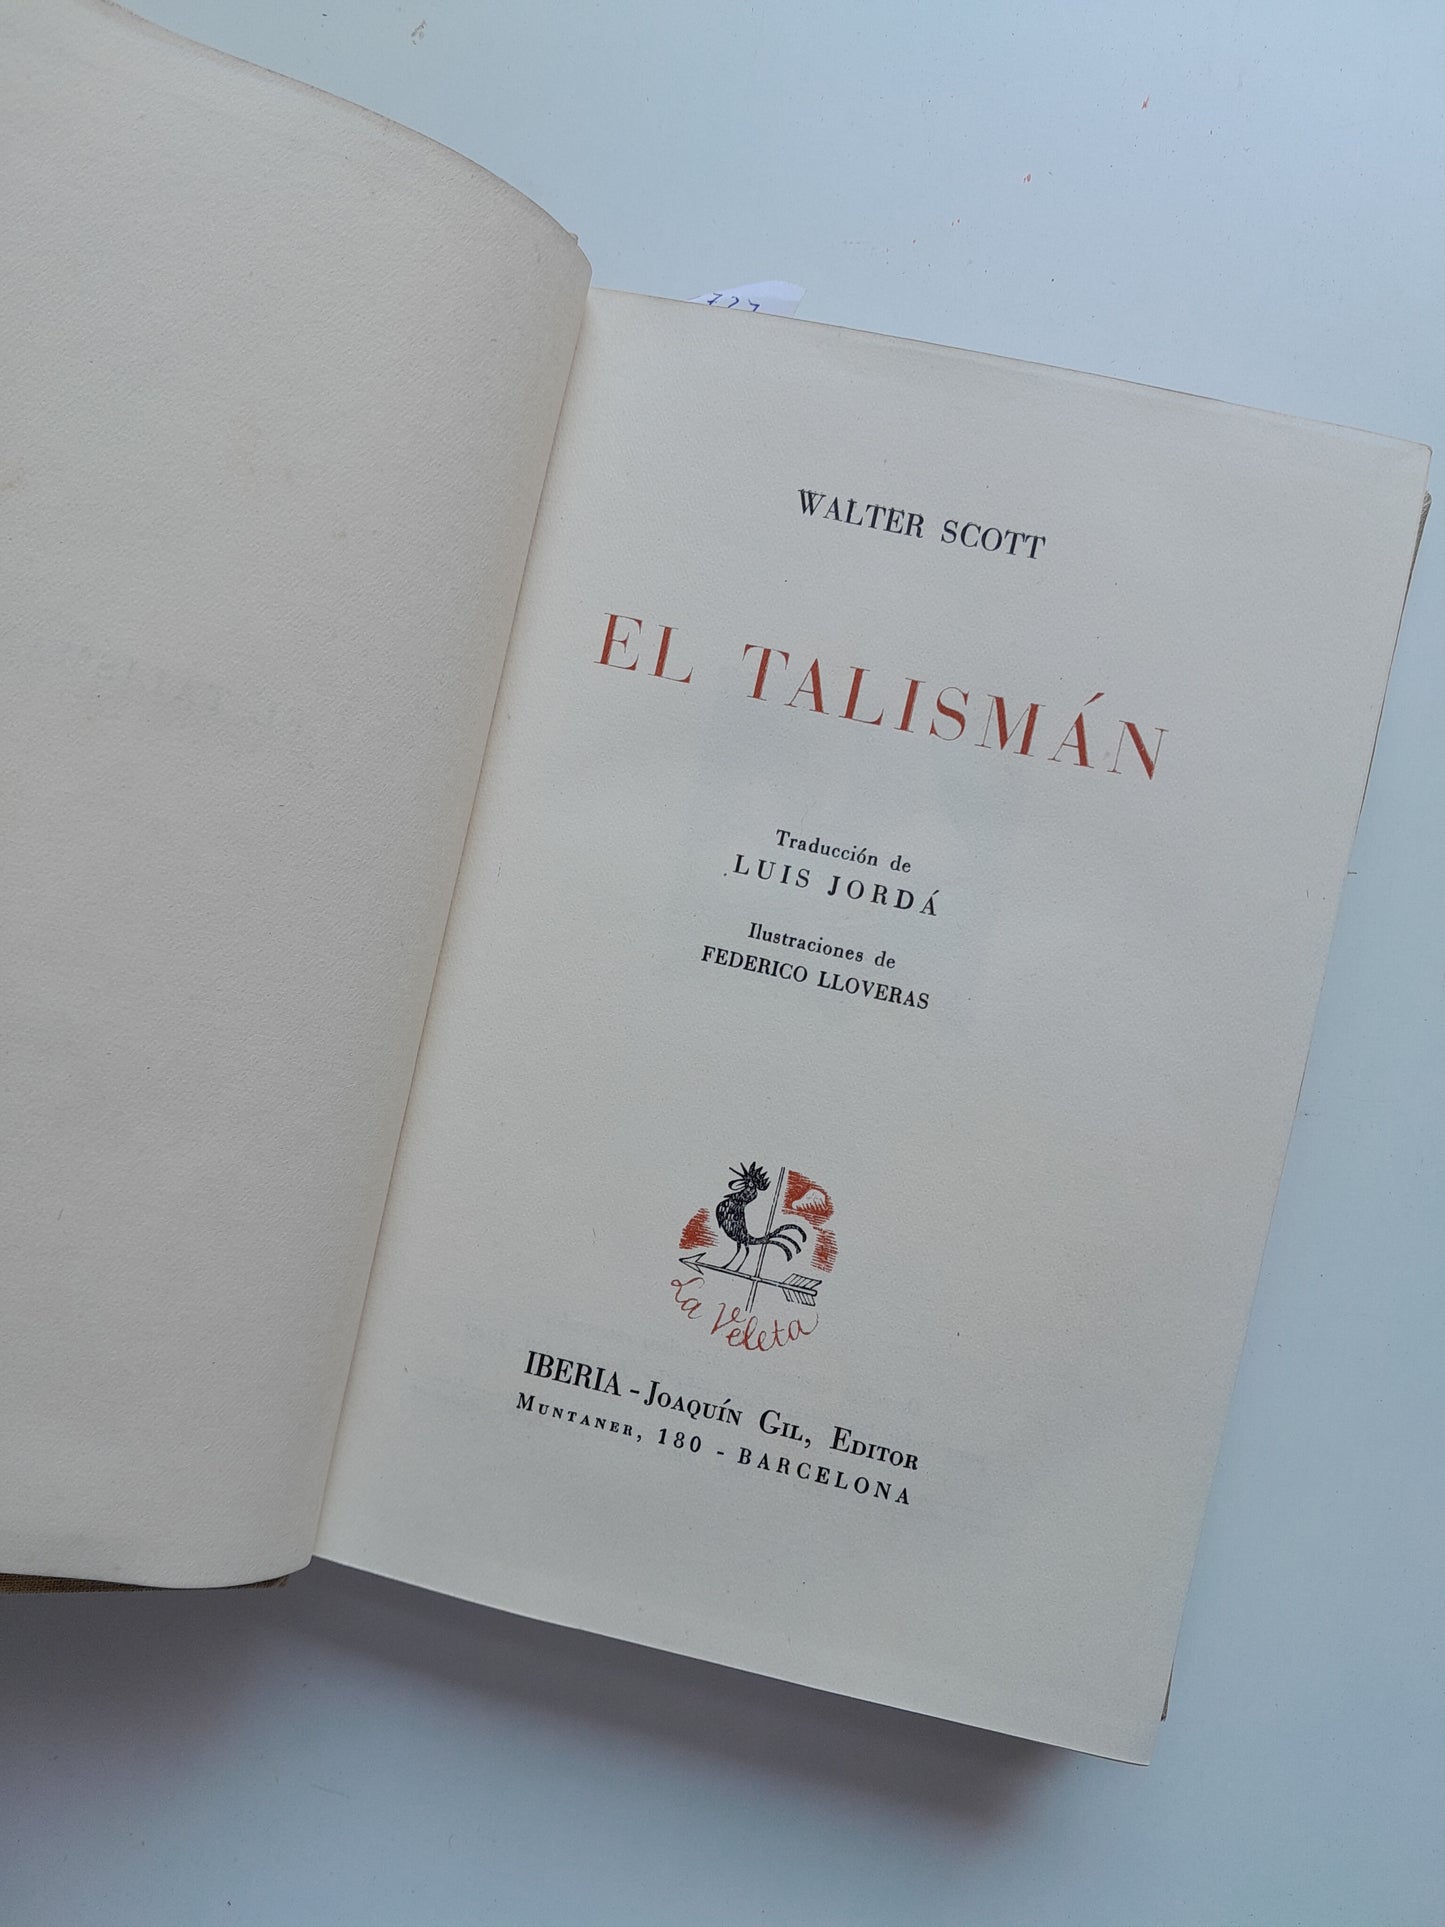 WALTER SCOTT
EL TALISMÁN
Traducción de
LUIS JORDÁ
Ilustraciones de
FEDERICO LLOVERAS
La Veleta
IBERIA - JOAQUÍN GIL, EDITOR
MUNTANER, 180 - BARCELONA